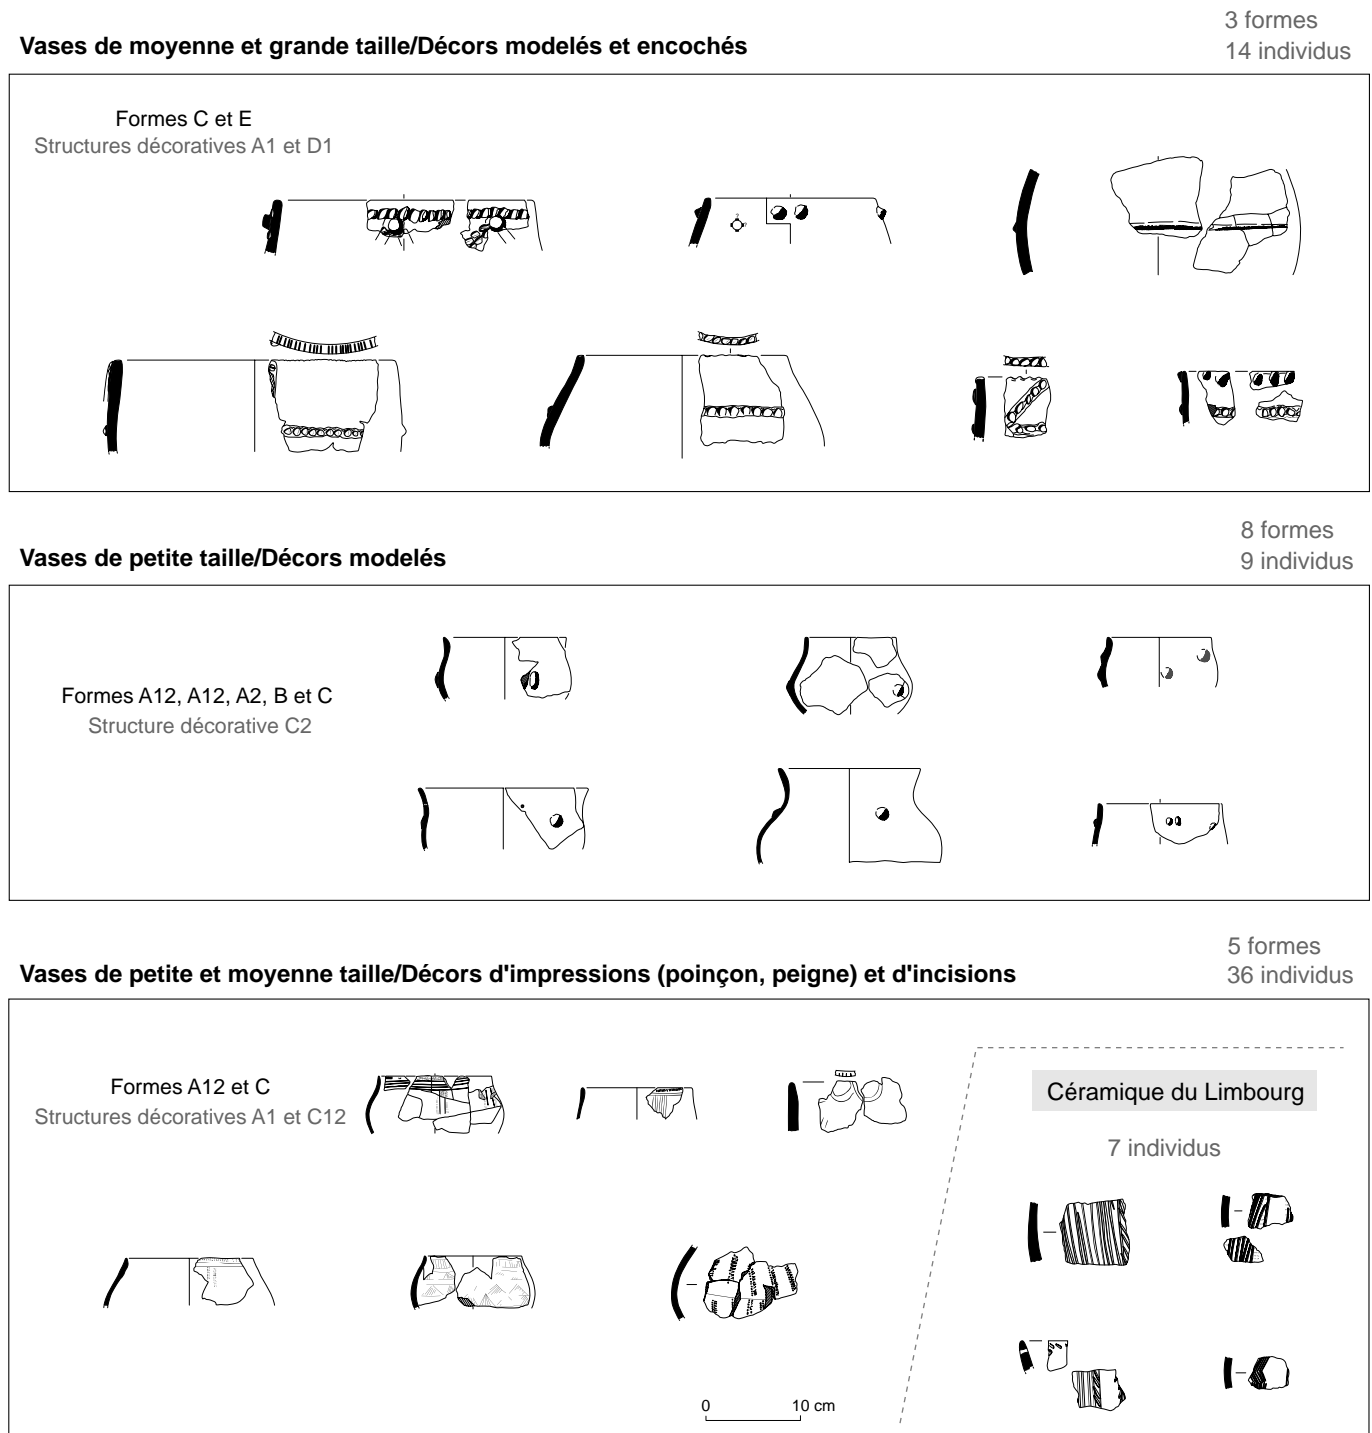 3 formes
Vases de moyenne et grande taille/Décors modelés et encochés
14 individus
Formes C et E
Structures décoratives A1 et D1
8 formes
Vases de petite taille/Décors modelés
9 individus
Formes A12, A12, A2, B et C
Structure décorative C2
5 formes
Vases de petite et moyenne taille/Décors d'impressions (poinçon, peigne) et d'incisions
36 individus
Formes A12 et C
Structures décoratives A1 et C12
Céramique du Limbourg
7 individus
0 10 cm